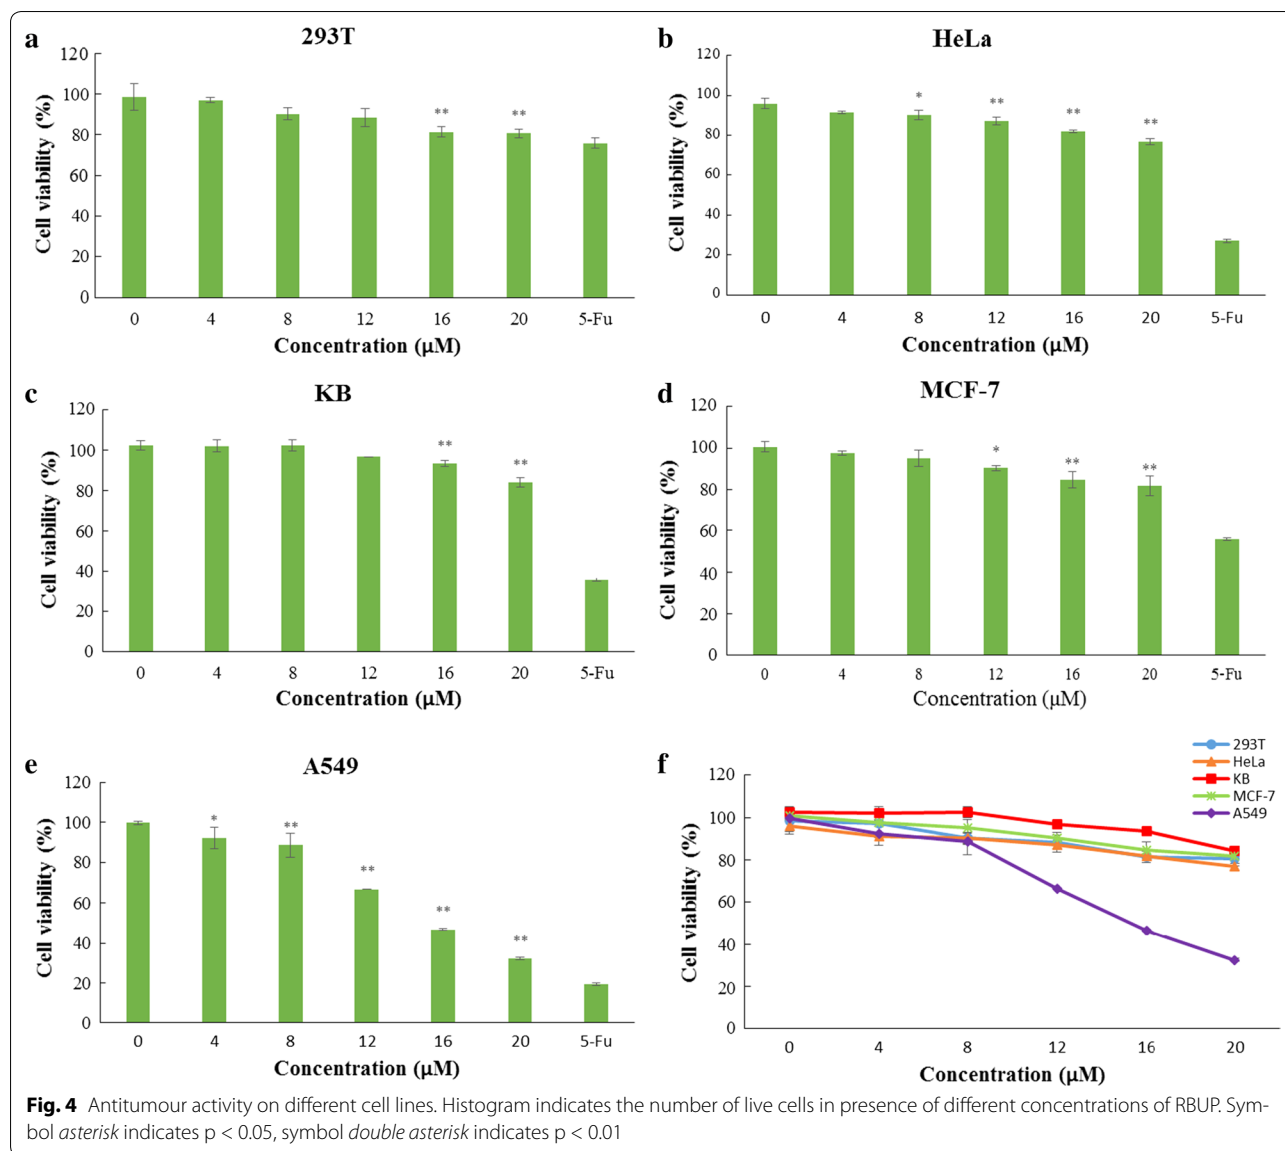 a
293T
120
100
80
60
40
20
0
Cell viability (%)
**
**
0 4 8 12 16 20 5-Fu
Concentration (μM)
b
HeLa
120
100
80
60
40
20
0
Cell viability (%)
*
**
**
**
0 4 8 12 16 20 5-Fu
Concentration (μM)
c
KB
120
100
80
60
40
20
0
Cell viability (%)
**
**
0 4 8 12 16 20 5-Fu
Concentration (μM)
d
MCF-7
120
100
80
60
40
20
0
Cell viability (%)
*
**
**
0 4 8 12 16 20 5-Fu
Concentration (μM)
e
A549
120
100
80
60
40
20
0
Cell viability (%)
*
**
**
**
**
0 4 8 12 16 20 5-Fu
Concentration (μM)
f
293T
HeLa
KB
MCF-7
A549
120
100
80
60
40
20
0
Cell viability (%)
0 4 8 12 16 20
Concentration (μM)
Fig. 4 Antitumour activity on different cell lines. Histogram indicates the number of live cells in presence of different concentrations of RBUP. Sym-
bol asterisk indicates p < 0.05, symbol double asterisk indicates p < 0.01